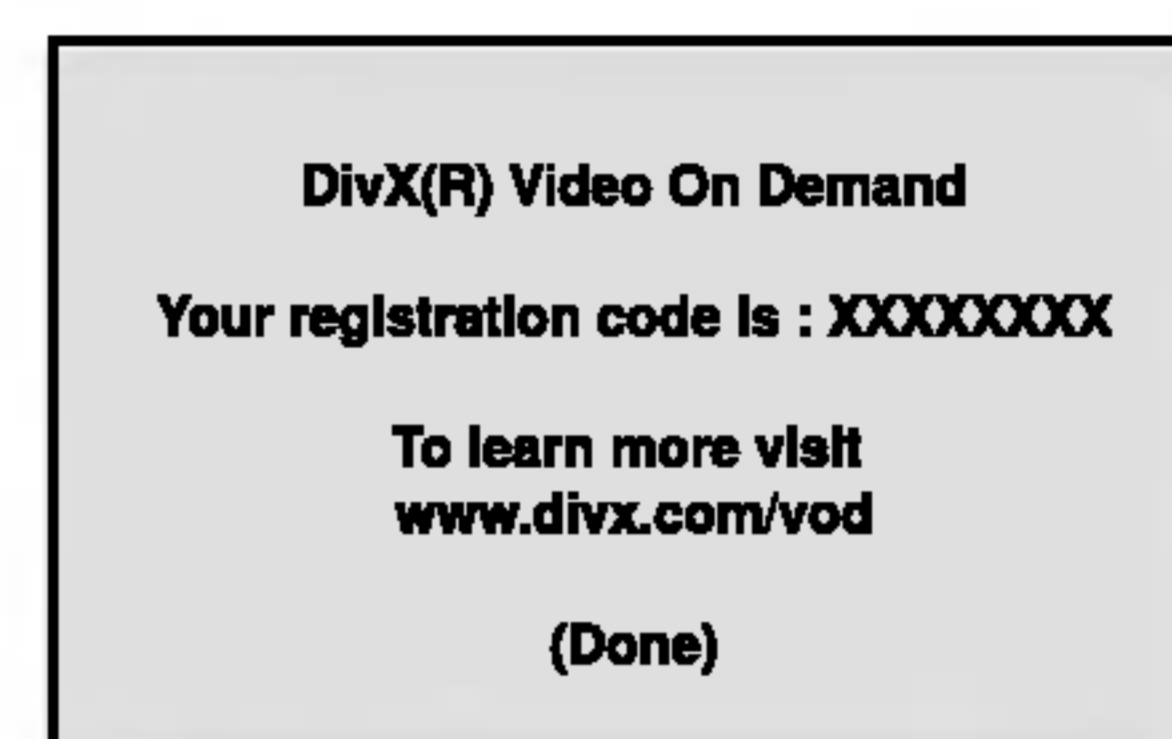 DivX(R) Video On Demand
Your registration code is : XXXXXXXX
To learn more visit
www.divx.com/vod
(Done)